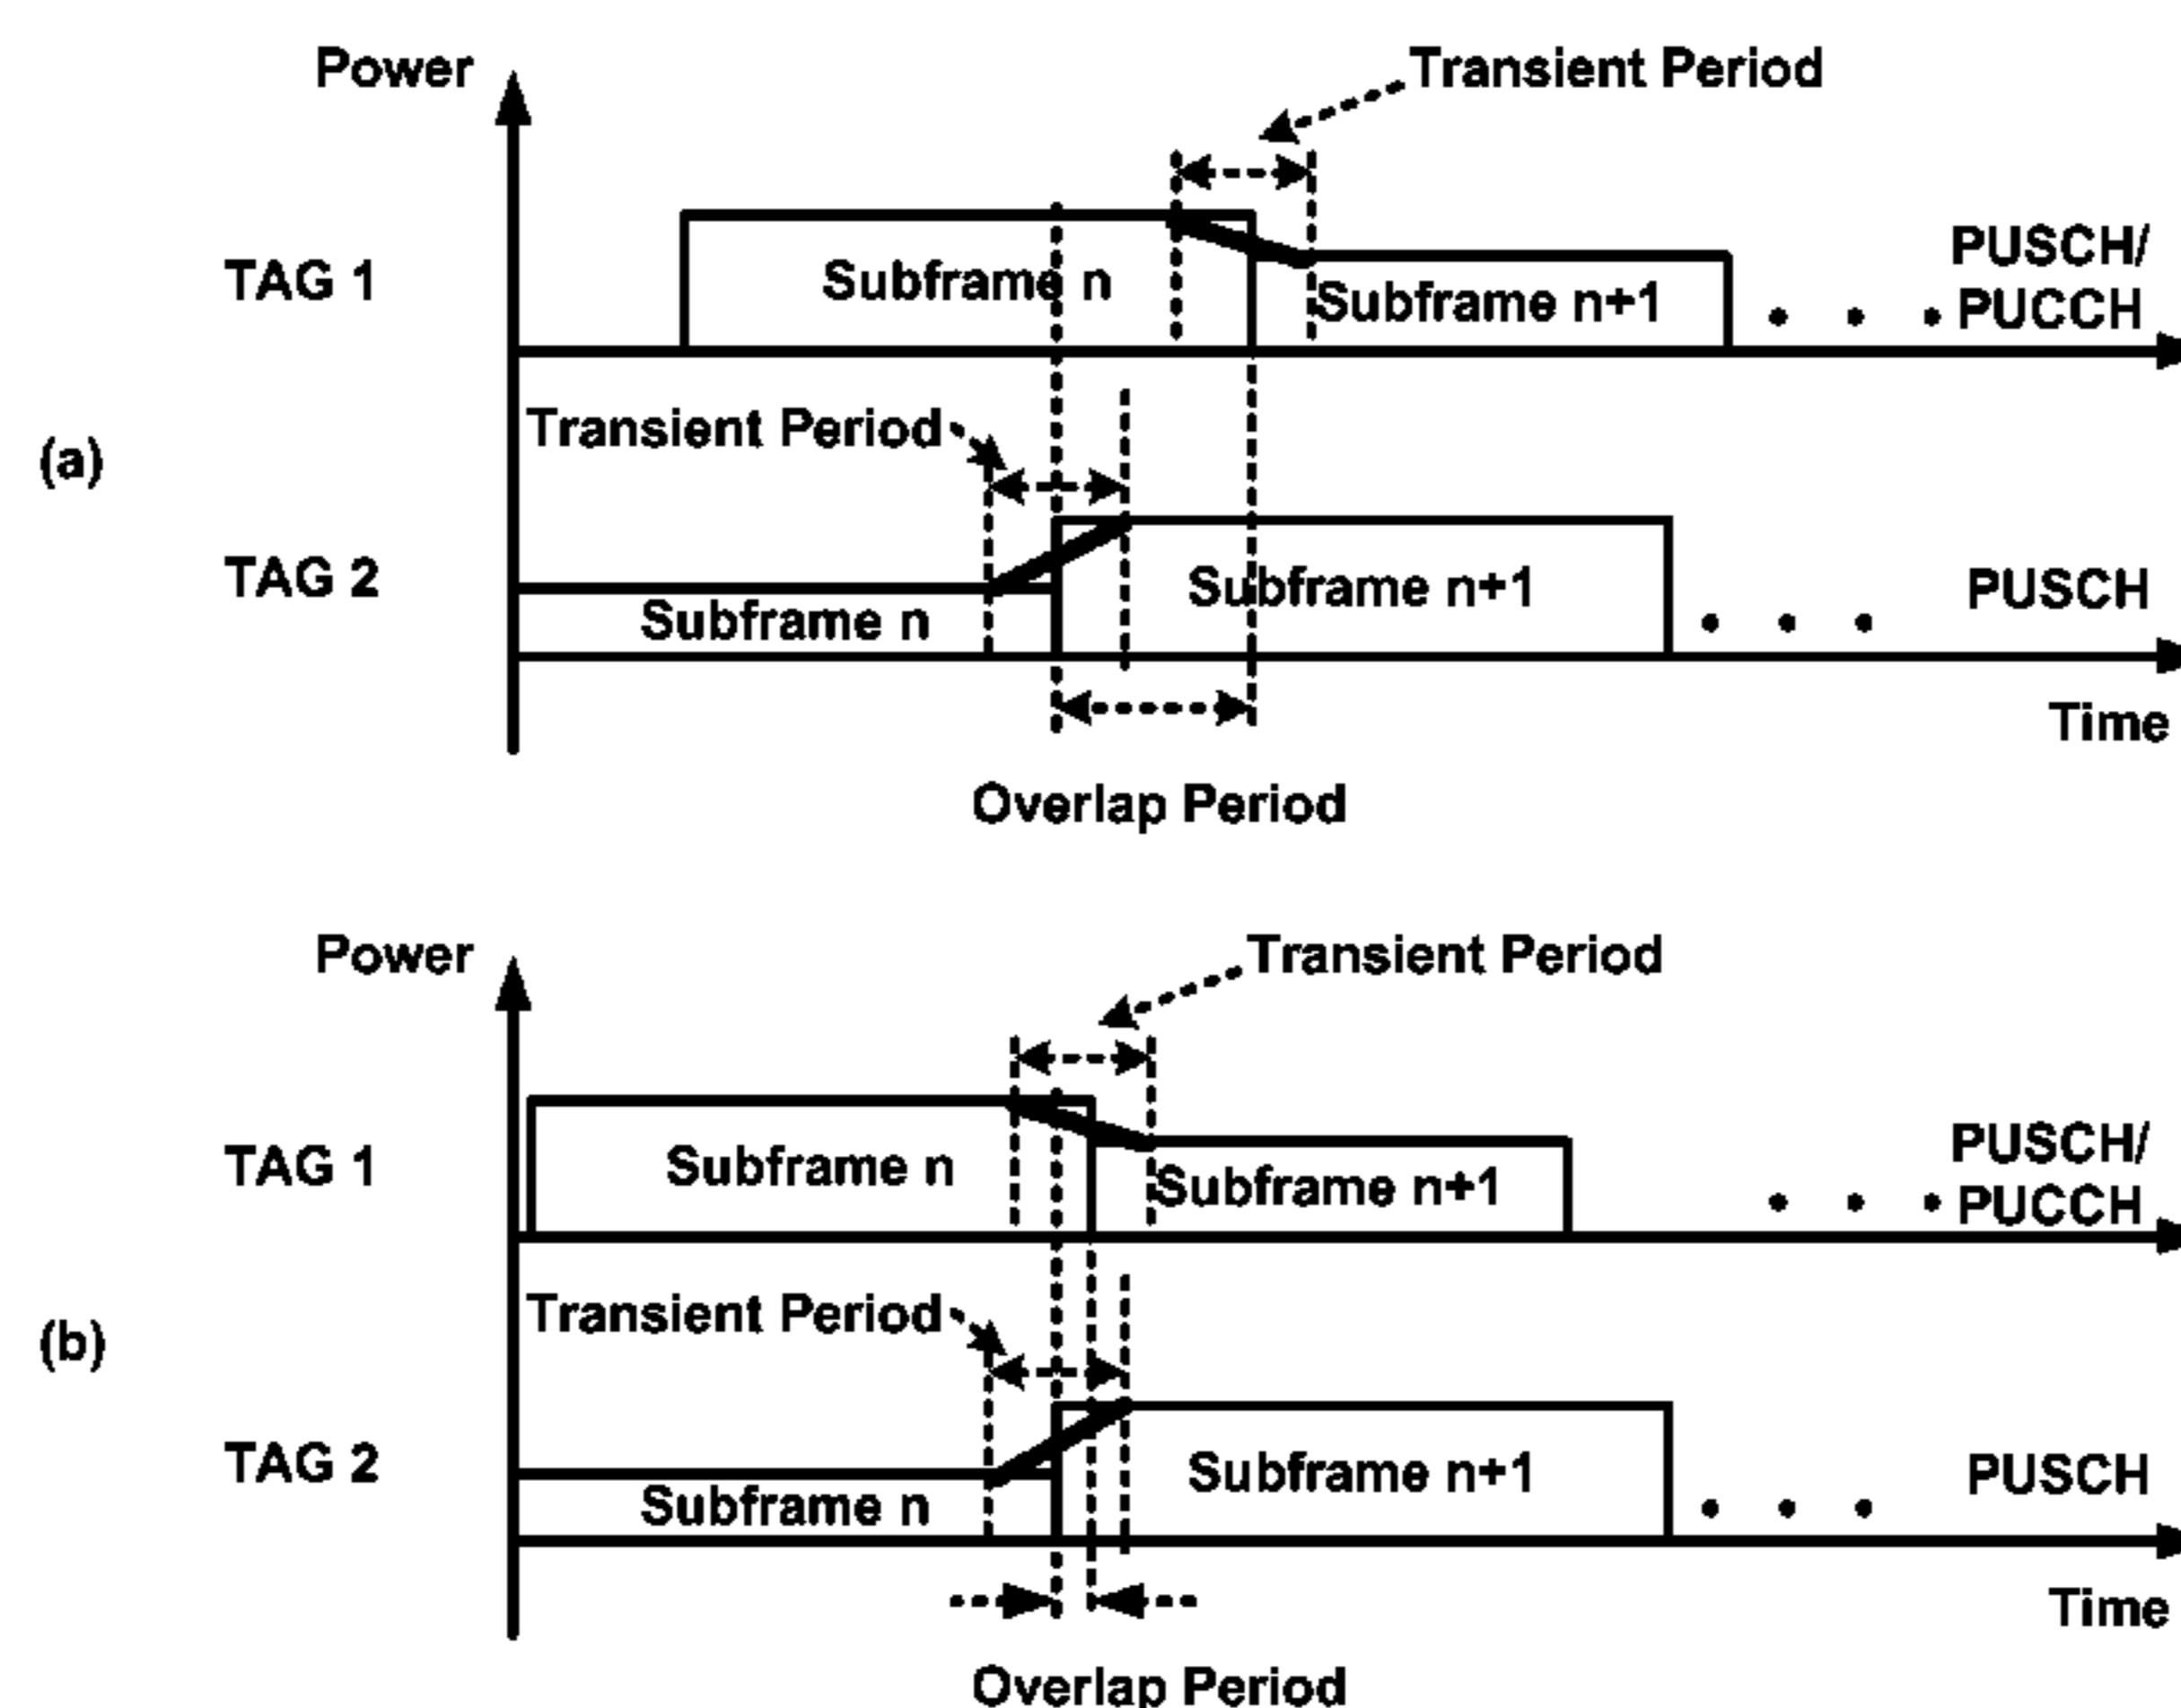 Power
Transient Period
TAG 1
Subframe n
Subframe n+1
PUSCH/
PUCCH
(a)
Transient Period
TAG 2
Subframe n
Subframe n+1
PUSCH
Time
Overlap Period
Power
Transient Period
TAG 1
Subframe n
Subframe n+1
PUSCH/
PUCCH
(b)
Transient Period
TAG 2
Subframe n
Subframe n+1
PUSCH
Time
Overlap Period